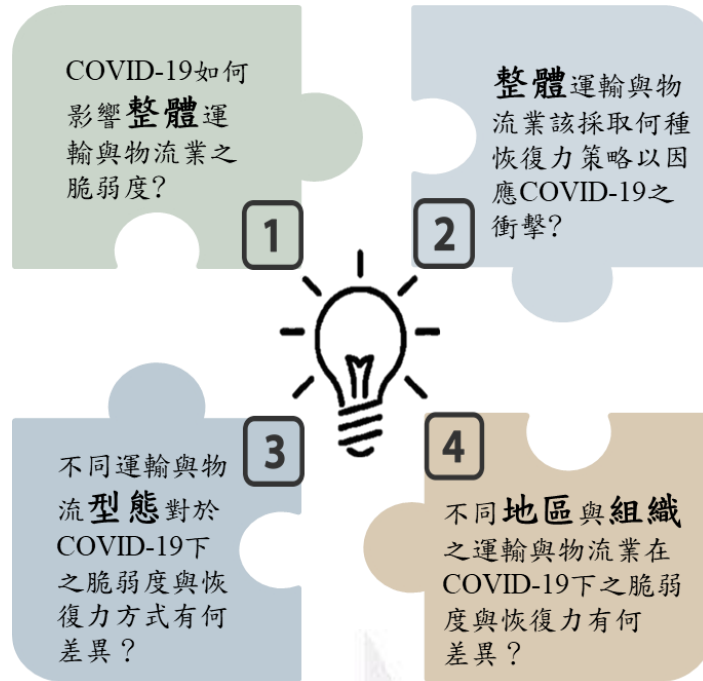 COVID-19如何
影響整體運
輸與物流業之
脆弱度?
1
整體運輸與物
流業該採取何種
恢復力策略以因
應COVID-19之
衝擊?
2
3
不同運輸與物
流型態對於
COVID-19下
之脆弱度與恢
復力方式有何
差異？
4
不同地區與組織
之運輸與物流業在
COVID-19下之脆弱
度與恢復力有何
差異？